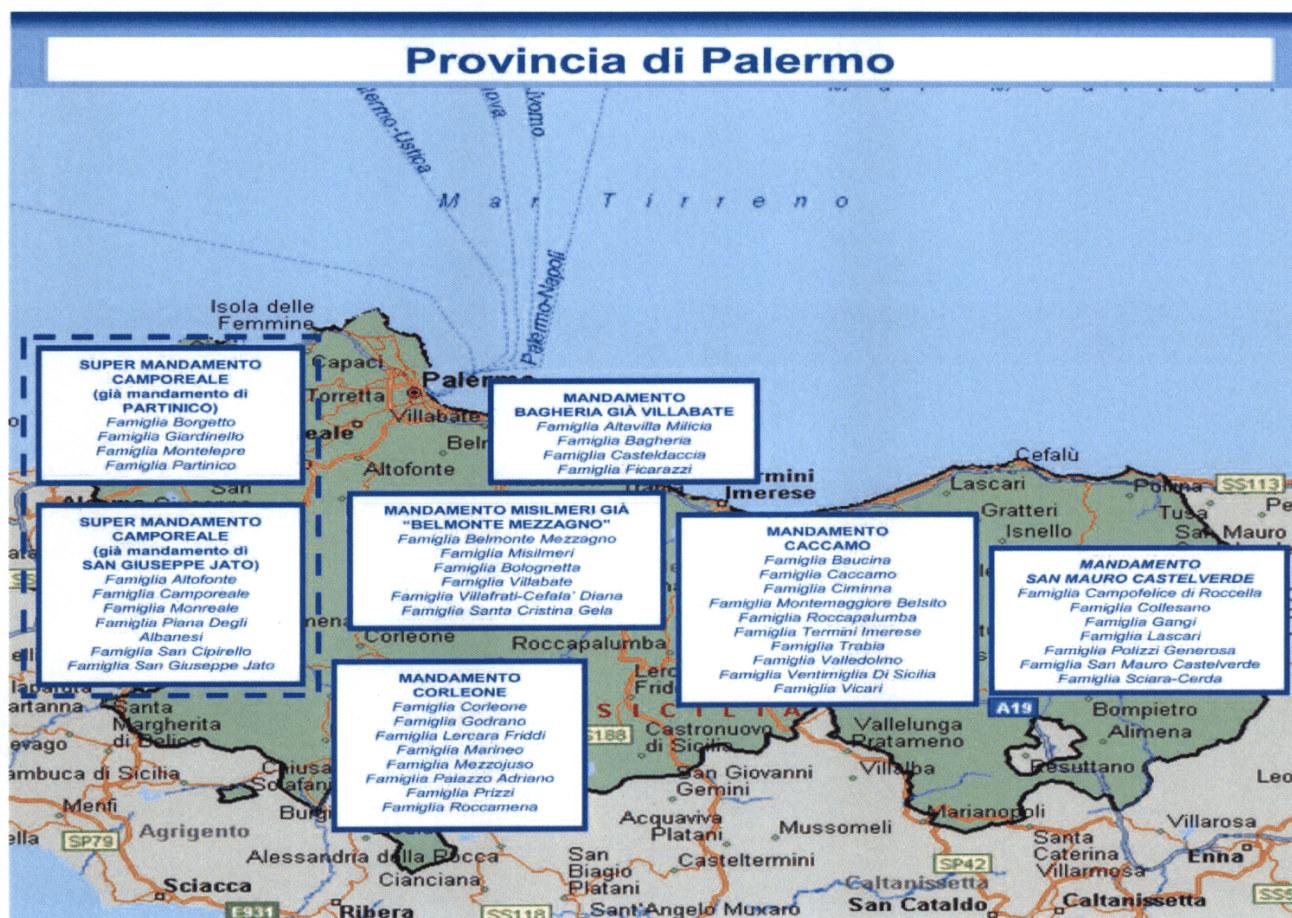 Provincia di Palermo
Palermo-Ustica
Palermo-Napoli
Mar Tirreno
Isola delle
Femmine
SUPER MANDAMENTO
CAMPOREALE
(già mandamento di
PARTINICO)
Famiglia Borgetto
Famiglia Giardinello
Famiglia Montelepre
Famiglia Partinico
Capaci
Torretta
Palermo
Villabate
Altofonte
San
MANDAMENTO
BAGHERIA GIÀ VILLABATE
Famiglia Altavilla Milicia
Famiglia Bagheria
Famiglia Casteldaccia
Famiglia Ficarazzi
Imerese
Cefalù
Lascari
Pollina
SS113
Tusa
Gratteri
Isnello
San
Mauro
SUPER MANDAMENTO
CAMPOREALE
(già mandamento di
SAN GIUSEPPE JATO)
Famiglia Altofonte
Famiglia Camporeale
Famiglia Monreale
Famiglia Piana Degli
Albanesi
Famiglia San Cipirello
Famiglia San Giuseppe Jato
MANDAMENTO MISILMERI GIÀ
“BELMONTE MEZZAGNO”
Famiglia Belmonte Mezzagno
Famiglia Misilmeri
Famiglia Bolognetta
Famiglia Villabate
Famiglia Villafrati-Cefala’ Diana
Famiglia Santa Cristina Gela
MANDAMENTO
CACCAMO
Famiglia Baucina
Famiglia Caccamo
Famiglia Ciminna
Famiglia Montemaggiore Belsito
Famiglia Roccapalumba
Famiglia Termini Imerese
Famiglia Trabia
Famiglia Valledolmo
Famiglia Ventimiglia Di Sicilia
Famiglia Vicari
MANDAMENTO
SAN MAURO CASTELVERDE
Famiglia Campofelice di Roccella
Famiglia Collesano
Famiglia Gangi
Famiglia Lascari
Famiglia Polizzi Generosa
Famiglia San Mauro Castelverde
Famiglia Sciara-Cerda
Corleone
Roccapalumba
MANDAMENTO
CORLEONE
Famiglia Corleone
Famiglia Godrano
Famiglia Lercara Friddi
Famiglia Marineo
Famiglia Mezzojuso
Famiglia Palazzo Adriano
Famiglia Prizzi
Famiglia Roccamena
SICILIA
A19
Santa
Margherita
di Belice
Castronuovo
di Sicilia
Vallelunga
Pratameno
Bompietro
Alimena
Chiusa
San Giovanni
Gemini
Villalba
Resuttano
Menfi
SP79
Agrigento
Acquaviva
Platani
Mussomeli
Marianopoli
Santa
Caterina
Villarmosa
Villarosa
Enna
Alessandria della Rocca
Cianciana
San
Biagio
Platani
Casteltermini
SP42
Caltanissetta
Sciacca
E931
Ribera
SS118
Sant'Angelo Muxaro
San Cataldo
Caltanissetta